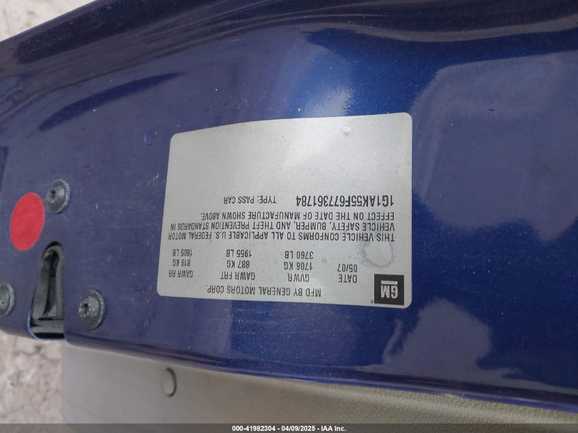 MFD BY GENERAL MOTORS CORP
GM
DATE GVWR GAWR FRT GAWR RR
05/07 1706 KG 887 KG 819 KG
3760 LB 1955 LB 1805 LB
THIS VEHICLE CONFORMS TO ALL APPLICABLE U.S. FEDERAL MOTOR
VEHICLE SAFETY, BUMPER, AND THEFT PREVENTION STANDARDS IN
EFFECT ON THE DATE OF MANUFACTURE SHOWN ABOVE.
1G1AK55F677361784 TYPE: PASS CAR
000-41982304 | 04/09/2025 - IAA Inc.